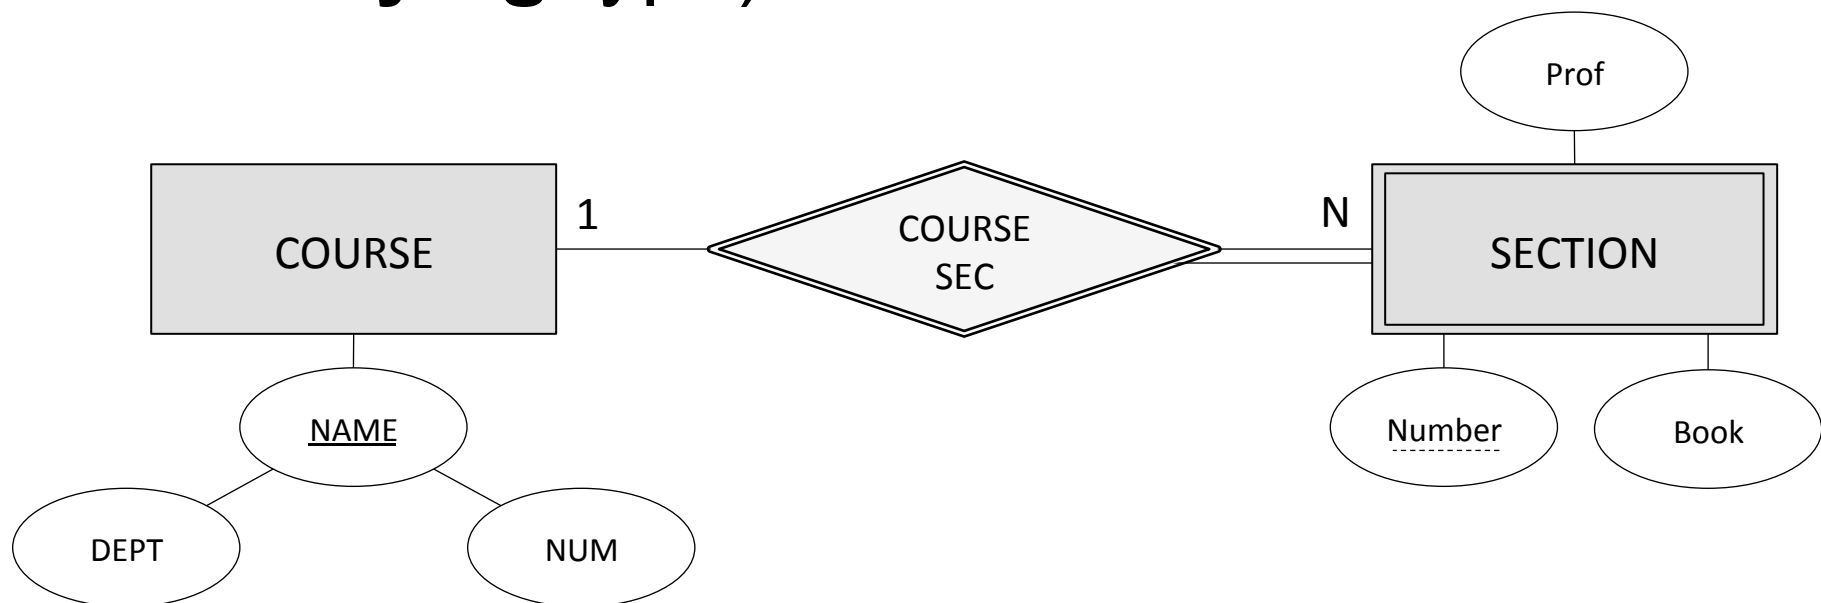 Prof
COURSE
1
COURSE
SEC
N
SECTION
NAME
Number
Book
DEPT
NUM